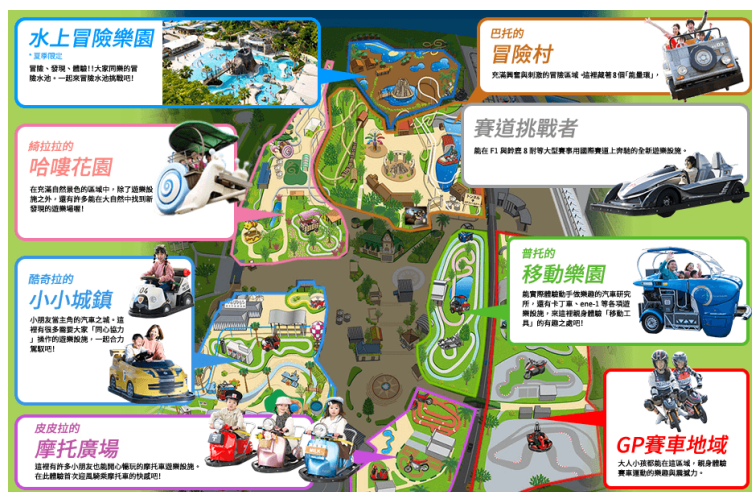 水上冒險樂園
*夏季限定
冒險、發現、體驗!!大家同樂的冒
險水池。一起來冒險水池挑戰吧!
巴托的
冒險村
充滿興奮與刺激的冒險區域,這裡藏著8個「能量環」,
賽道挑戰者
能在 F1 與鈴鹿 8 耐等大型賽事用國際賽道上奔馳的全新遊樂設施。
綺拉拉的
哈嘍花園
在充滿自然景色的區域中,除了遊樂設
施之外,還有許多能在大自然中找到新
發現的遊樂場喔!
普托的
移動樂園
能實際體驗動手做樂趣的汽車研究
所,還有卡丁車、ene-1 等各項遊
樂設施,來這裡親身體驗「移動工
具」的有趣之處吧!
酷奇拉的
小小城鎮
小朋友當主角的汽車之城。這
裡有很多需要大家「同心協力
」操作的遊樂設施,一起合力
駕馭吧!
04
皮皮拉的
摩托廣場
這裡有許多小朋友也能開心暢玩的摩托車遊樂設施。
在此體驗首次迎風騎乘摩托車的快感吧!
GP賽車地域
大人小孩都能在這區域,親身體驗
賽車運動的樂趣與震撼力。